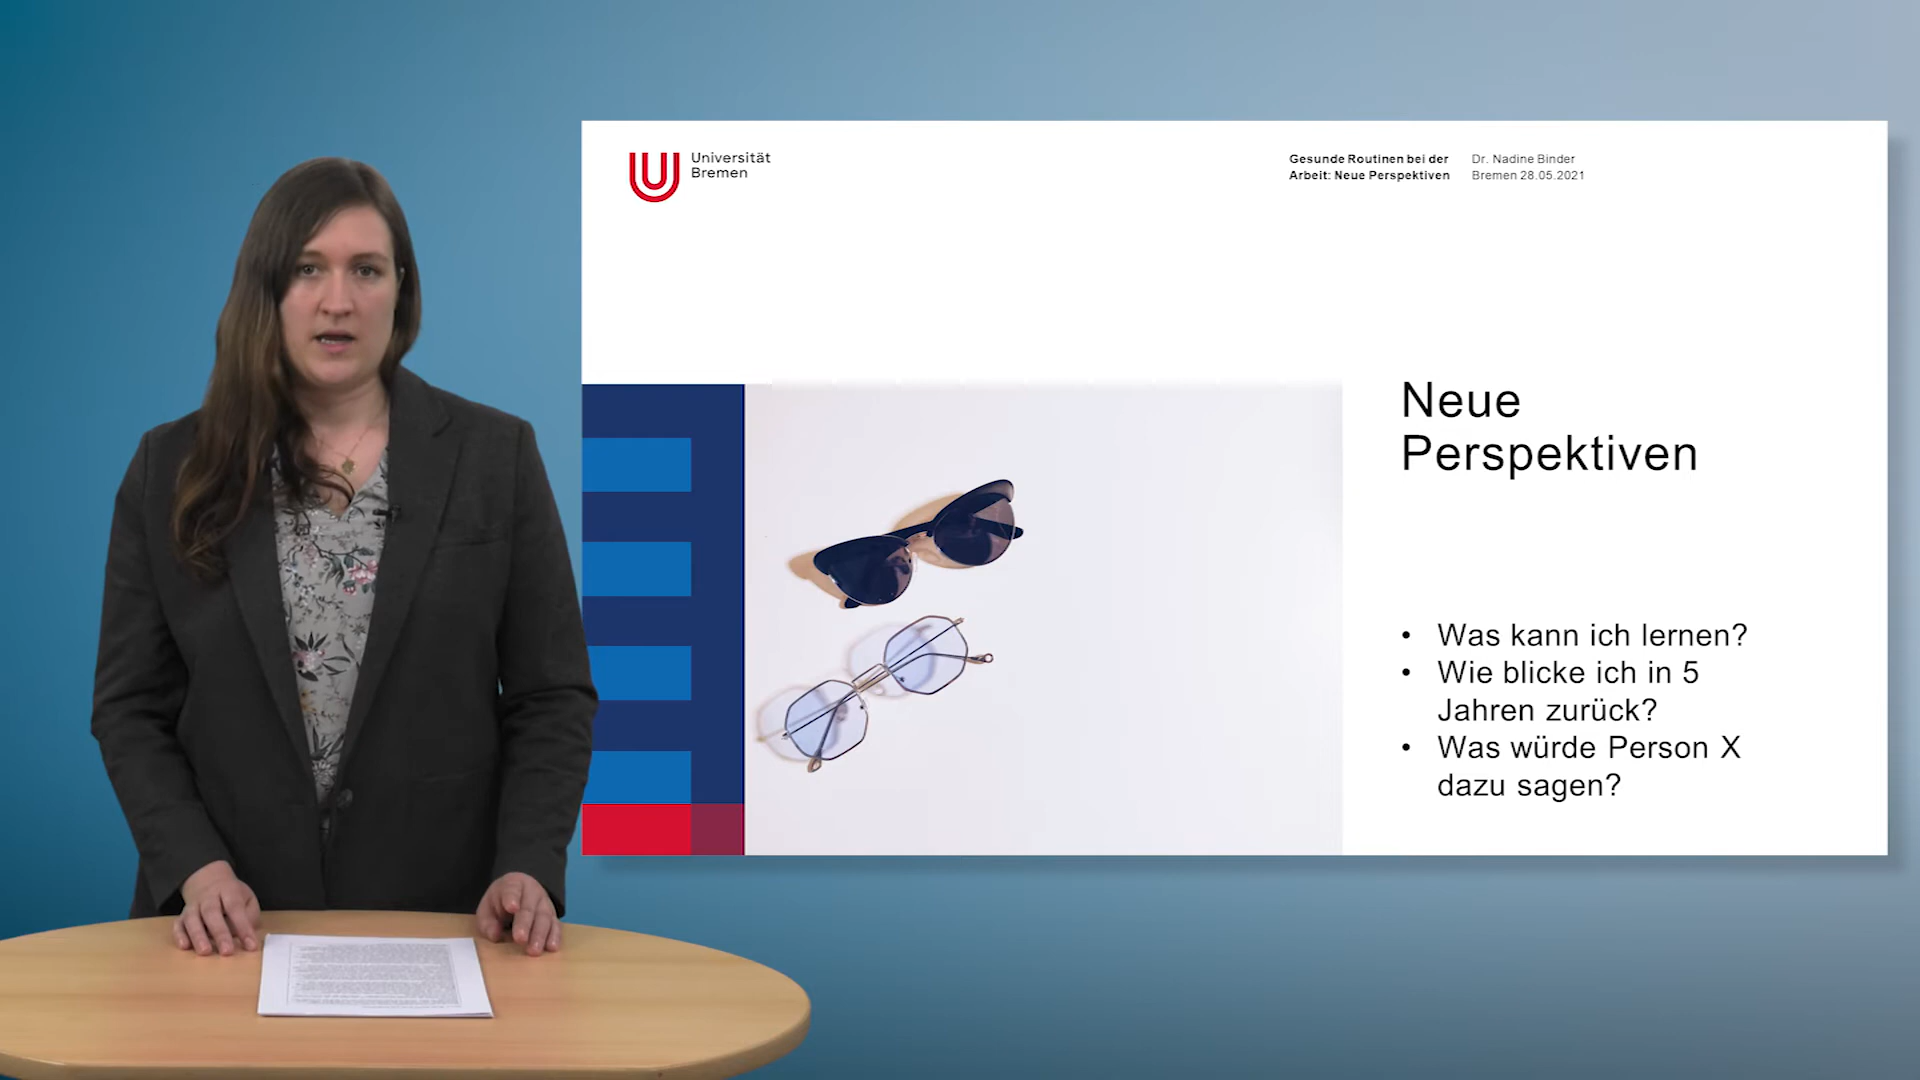 Universität
Bremen
Gesunde Routinen bei der
Arbeit: Neue Perspektiven
Dr. Nadine Binder
Bremen 28.05.2021
Neue
Perspektiven
• Was kann ich lernen?
• Wie blicke ich in 5
Jahren zurück?
• Was würde Person X
dazu sagen?